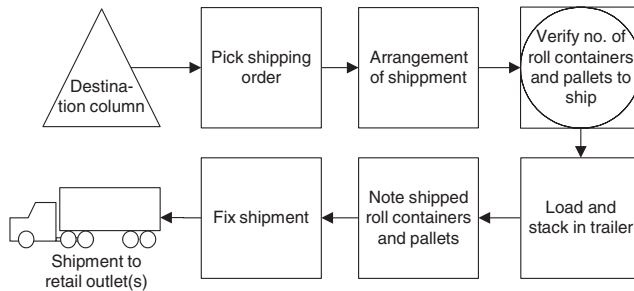 Destina-
tion column
Pick shipping
order
Arrangement
of shippment
Verify no. of
roll containers
and pallets to
ship
Load and
stack in trailer
Note shipped
roll containers
and pallets
Fix shipment
Shipment to
retail outlet(s)